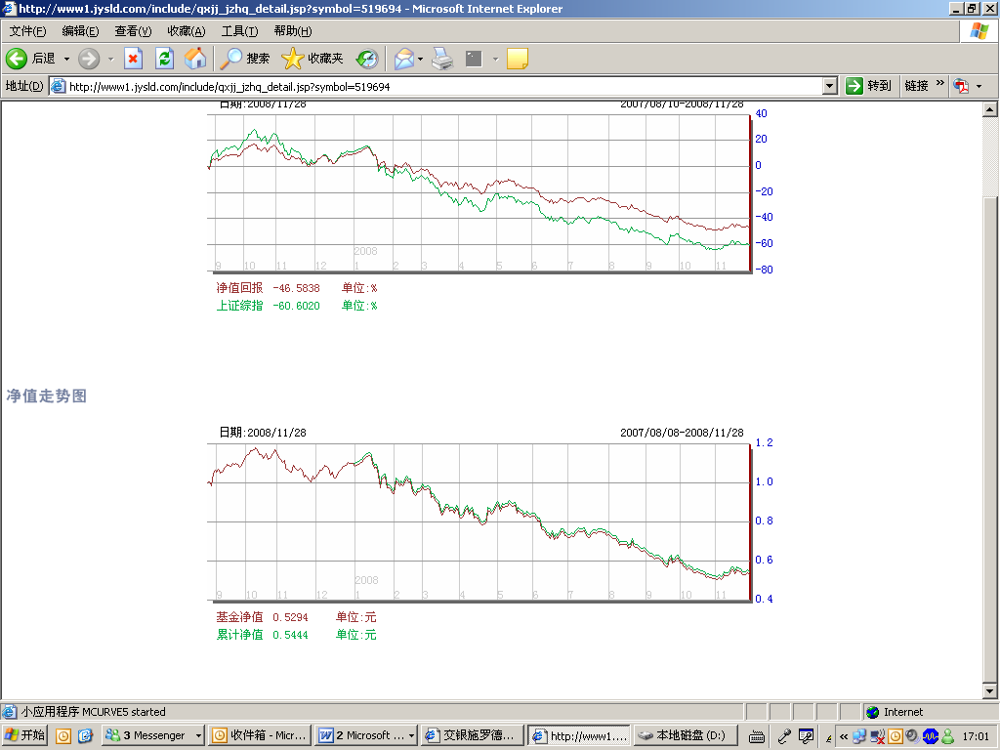 http://www1.jysld.com/include/qxjj_jzhq_detail.jsp?symbol=519694 - Microsoft Internet Explorer
文件(F) 编辑(E) 查看(V) 收藏(A) 工具(T) 帮助(H)
后退 搜索 收藏夹
地址(D) http://www1.jysld.com/include/qxjj_jzhq_detail.jsp?symbol=519694 转到 链接 »
日期:2008/11/28 2007/08/10-2008/11/28
40
20
0
-20
-40
-60
-80
2008
9 10 11 12 1 2 3 4 5 6 7 8 9 10 11
净值回报 -46.5838 单位:%
上证综指 -60.6020 单位:%
净值走势图
日期:2008/11/28 2007/08/08-2008/11/28
1.2
1.0
0.8
0.6
0.4
2008
9 10 11 12 1 2 3 4 5 6 7 8 9 10 11
基金净值 0.5294 单位:元
累计净值 0.5444 单位:元
小应用程序 MCURVE5 started Internet
开始 3 Messenger 收件箱 - Micr... 2 Microsoft ... 交银施罗德... http://www1.... 本地磁盘 (D:) « 17:01